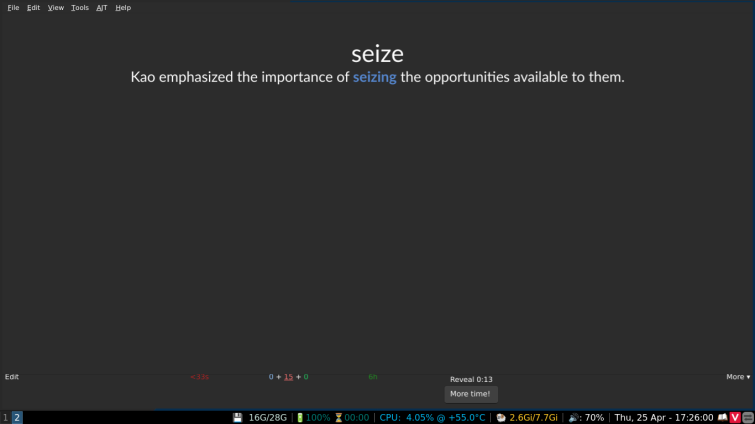 File Edit View Tools AJT Help
seize
Kao emphasized the importance of seizing the opportunities available to them.
Edit 0 + 15 + 0 6h Reveal 0:13 More ▾
More time!
1 2 16G/28G | 100% 00:00 | CPU: 4.05% @ +55.0°C | 2.6Gi/7.7Gi | : 70% | Thu, 25 Apr - 17:26:00 V